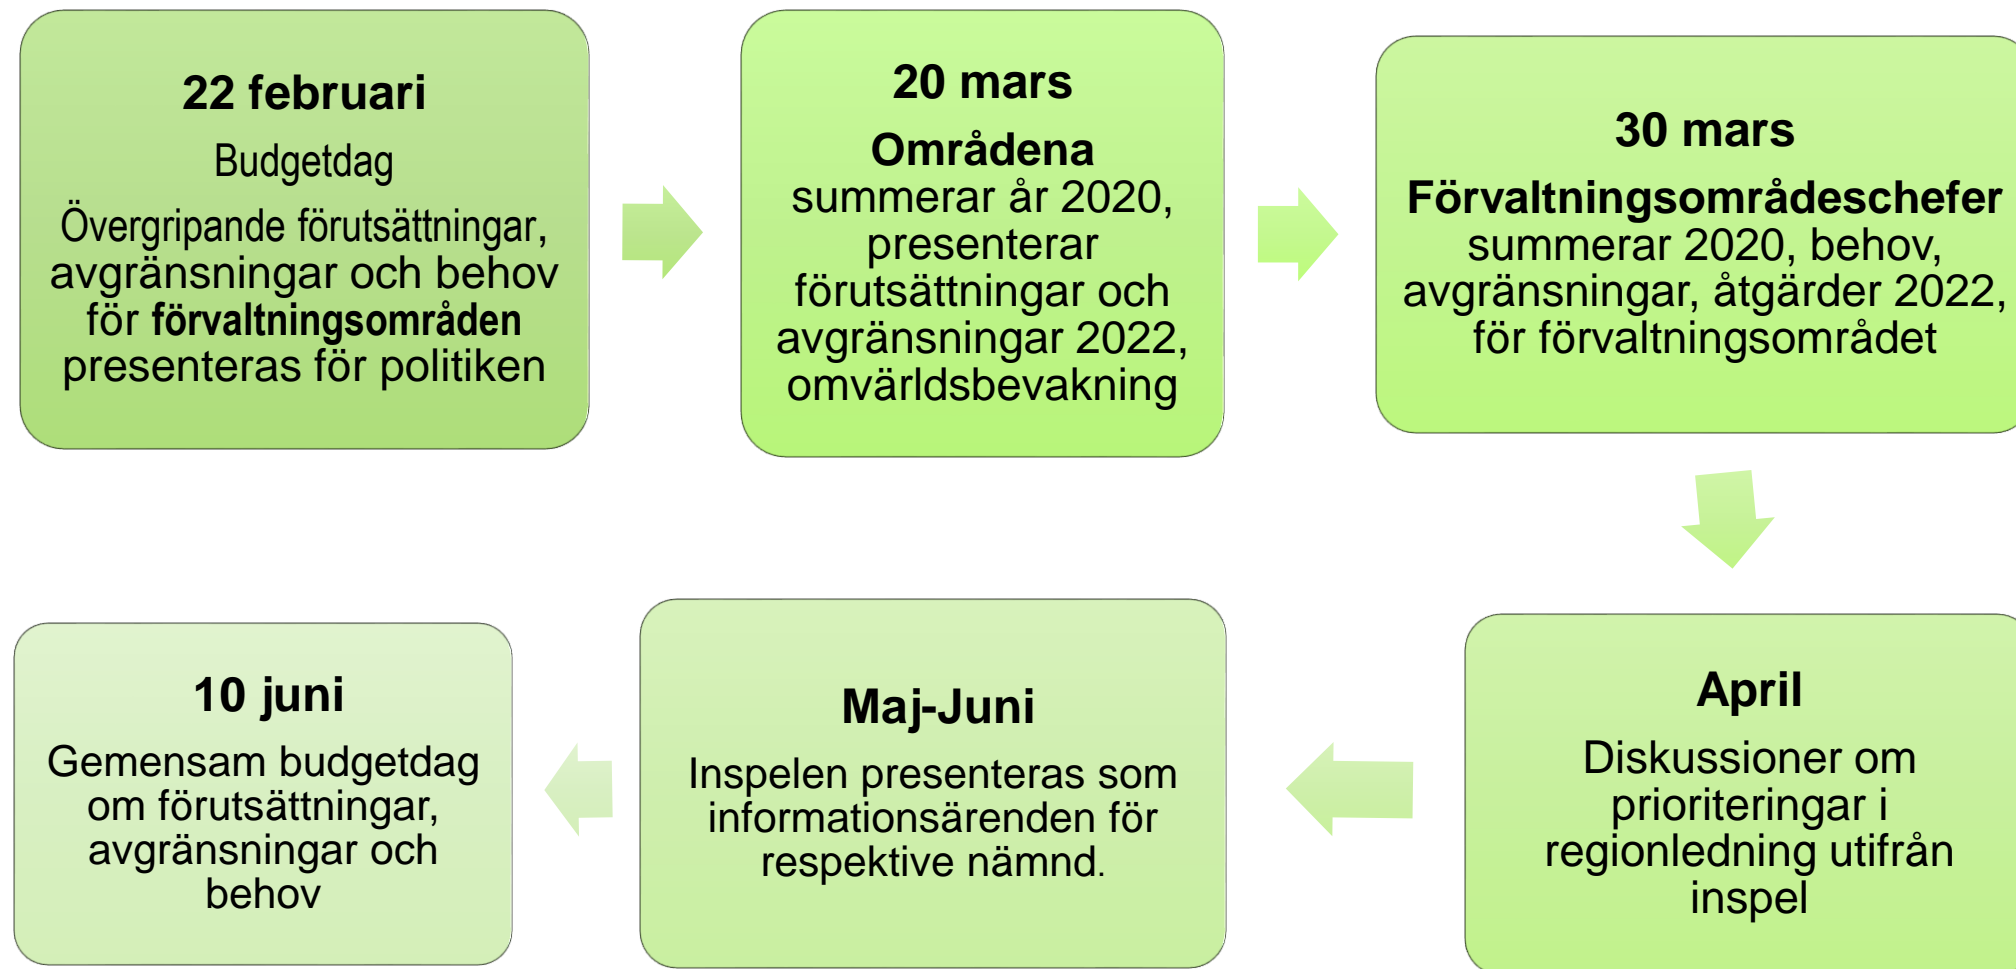 22 februari
Budgetdag
Övergripande förutsättningar,
avgränsningar och behov
för förvaltningsområden
presenteras för politiken
20 mars
Områdena
summerar år 2020,
presenterar
förutsättningar och
avgränsningar 2022,
omvärldsbevakning
30 mars
Förvaltningsområdeschefer
summerar 2020, behov,
avgränsningar, åtgärder 2022,
för förvaltningsområdet
April
Diskussioner om
prioriteringar i
regionledning utifrån
inspel
Maj-Juni
Inspelen presenteras som
informationsärenden för
respektive nämnd.
10 juni
Gemensam budgetdag
om förutsättningar,
avgränsningar och
behov